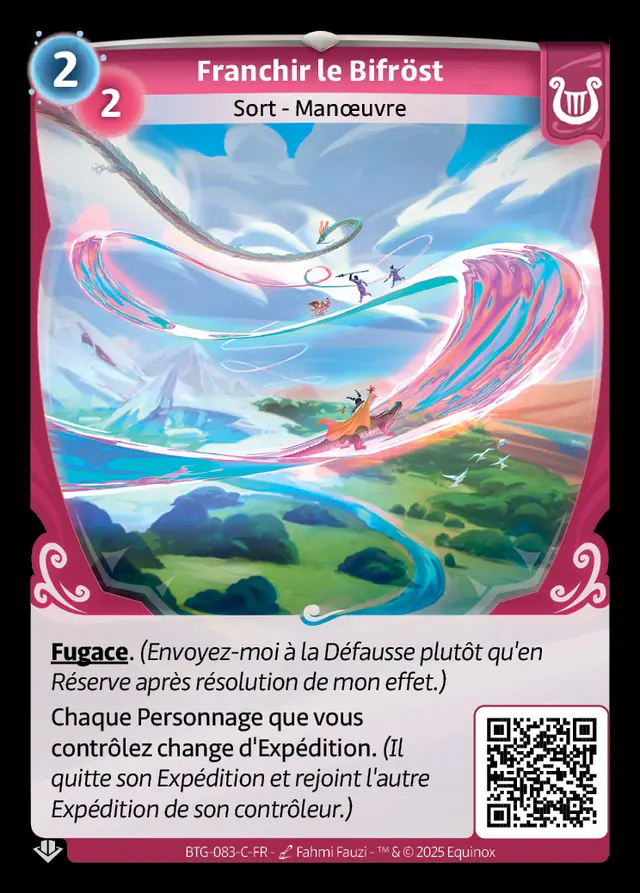 2
2
Franchir le Bifröst
Sort - Manœuvre
Fugace. (Envoyez-moi à la Défausse plutôt qu'en
Réserve après résolution de mon effet.)
Chaque Personnage que vous
contrôlez change d'Expédition. (Il
quitte son Expédition et rejoint l'autre
Expédition de son contrôleur.)
BTG-083-C-FR - Fahmi Fauzi - ™ & © 2025 Equinox